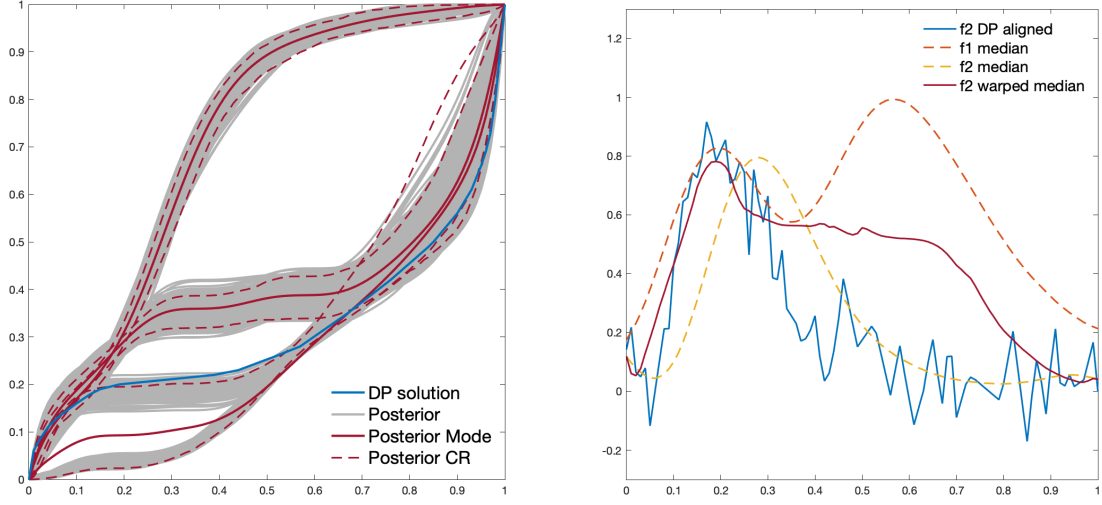 1
0.9
0.8
0.7
0.6
0.5
0.4
0.3
0.2
0.1
0
0 0.1 0.2 0.3 0.4 0.5 0.6 0.7 0.8 0.9 1
DP solution
Posterior
Posterior Mode
Posterior CR
1.2
1
0.8
0.6
0.4
0.2
0
-0.2
0 0.1 0.2 0.3 0.4 0.5 0.6 0.7 0.8 0.9 1
f2 DP aligned
f1 median
f2 median
f2 warped median